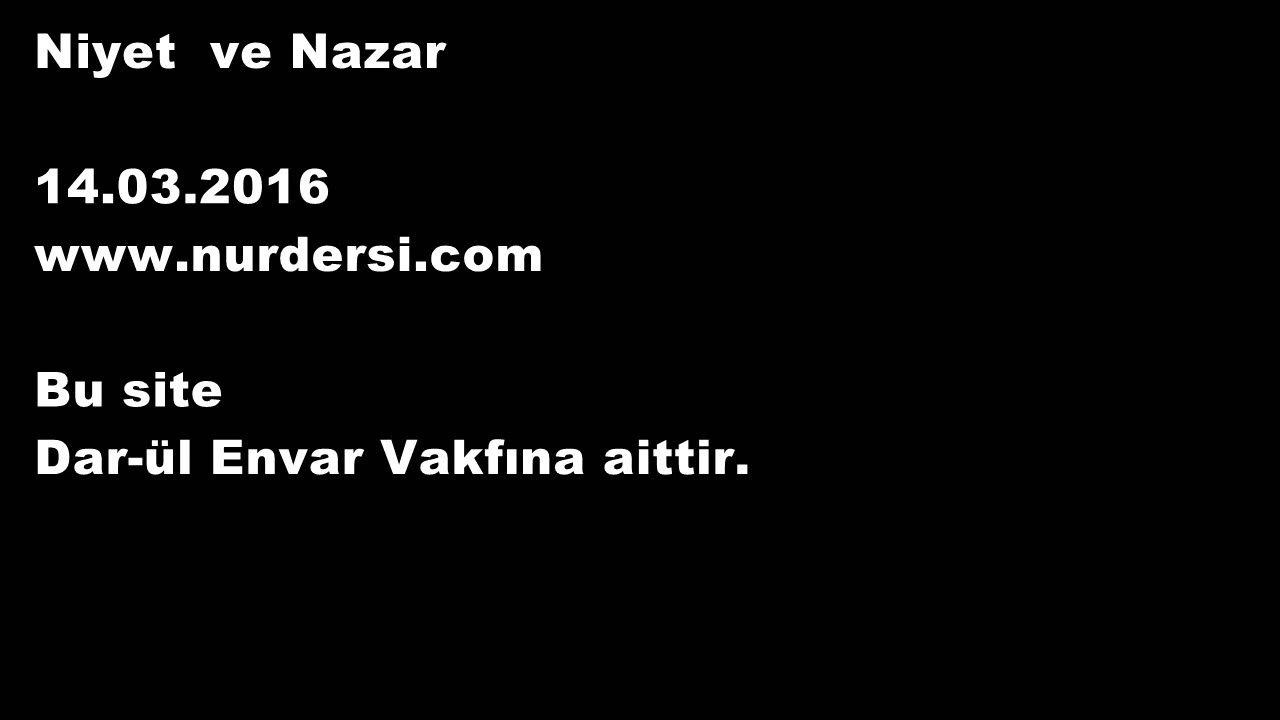 Niyet  ve Nazar
14.03.2016
www.nurdersi.com
Bu site
Dar-ül Envar Vakfına aittir.